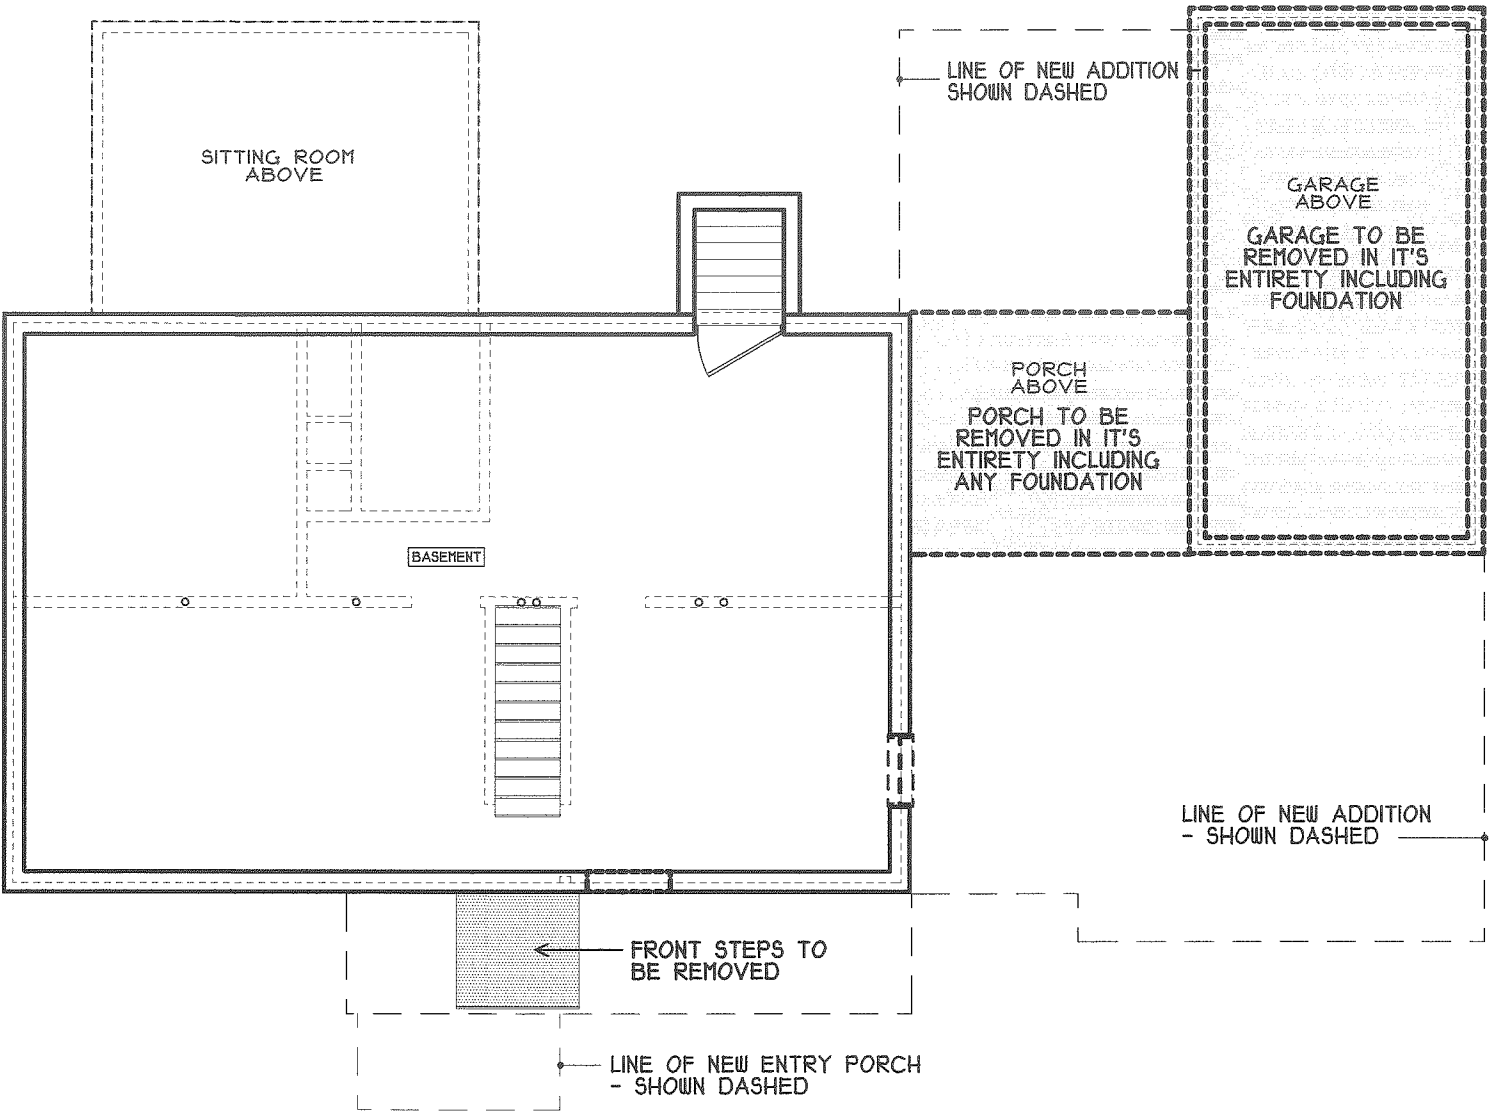 LINE OF NEW ADDITION
SHOWN DASHED
SITTING ROOM
ABOVE
GARAGE
ABOVE
GARAGE TO BE
REMOVED IN IT'S
ENTIRETY INCLUDING
FOUNDATION
PORCH
ABOVE
PORCH TO BE
REMOVED IN IT'S
ENTIRETY INCLUDING
ANY FOUNDATION
BASEMENT
LINE OF NEW ADDITION
- SHOWN DASHED
FRONT STEPS TO
BE REMOVED
LINE OF NEW ENTRY PORCH
- SHOWN DASHED